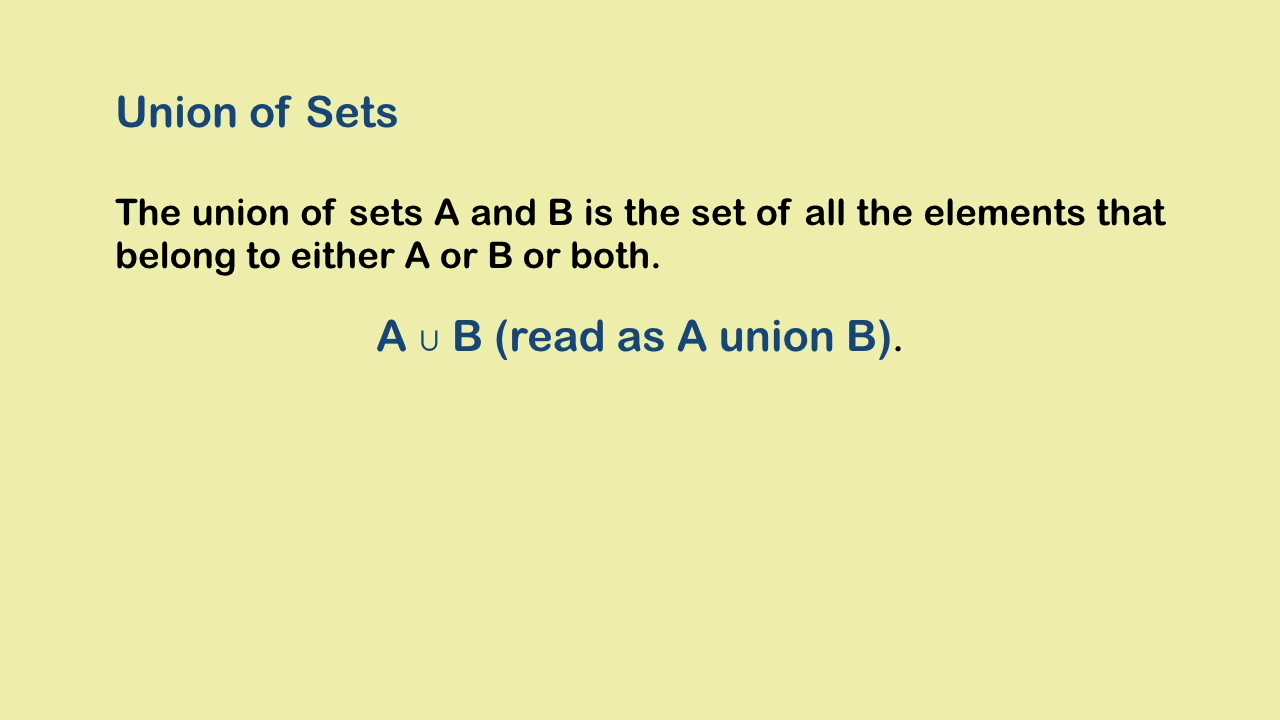 Union of Sets
The union of sets A and B is the set of all the elements that
belong to either A or B or both.
A ∪ B (read as A union B).